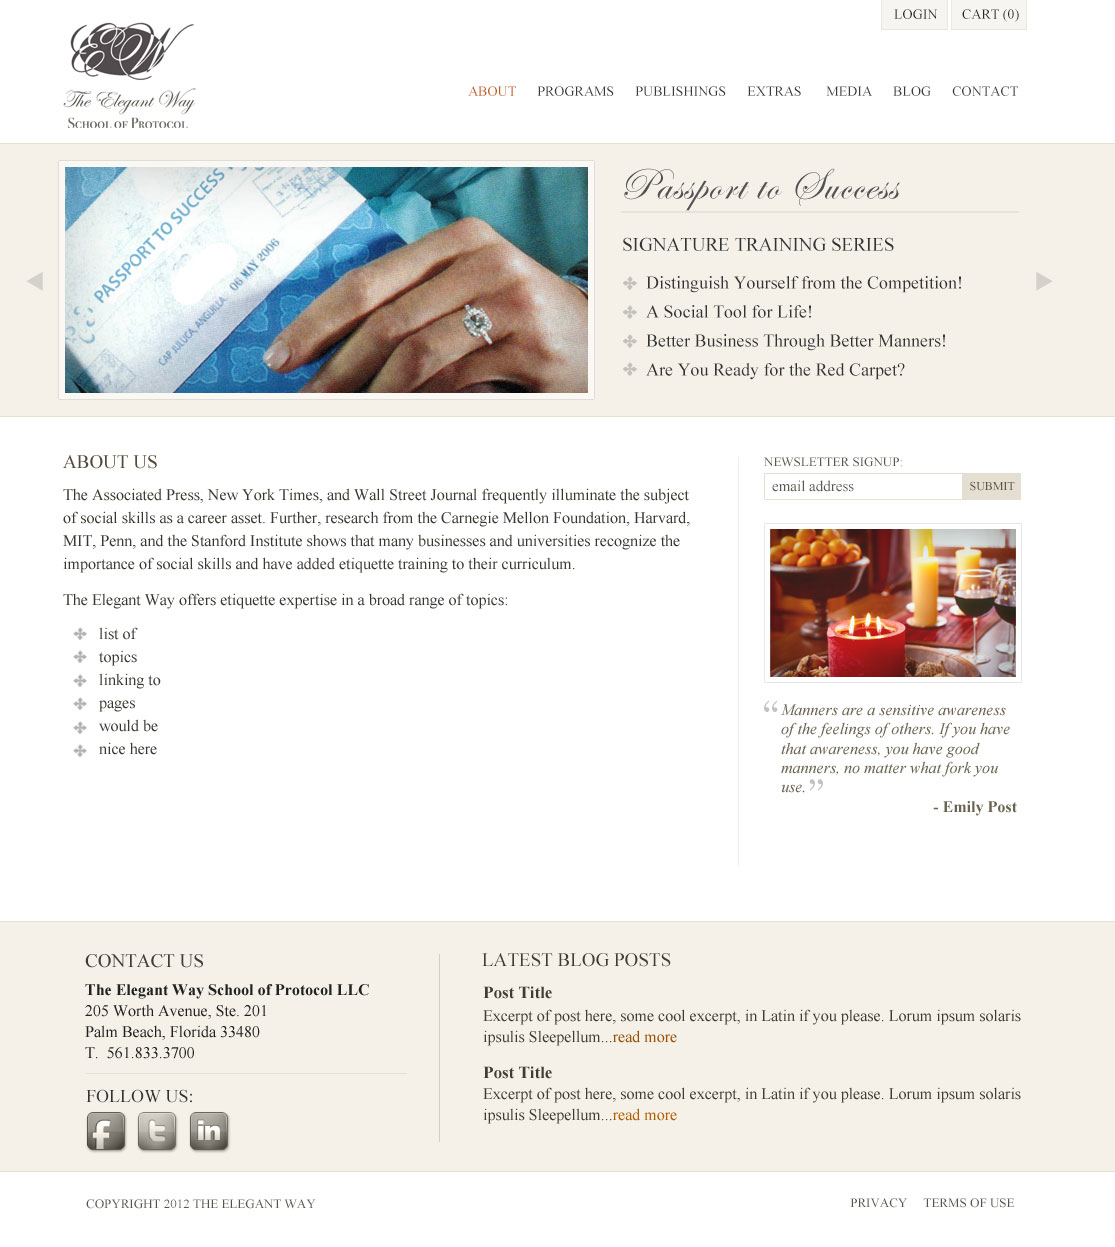 LOGIN
CART (0)
EW
The Elegant Way
SCHOOL OF PROTOCOL
ABOUT PROGRAMS PUBLISHINGS EXTRAS MEDIA BLOG CONTACT
PASSPORT TO SUCCESS
06 MAY 2006
CAP JULUCA, ANGUILLA
Passport to Success
SIGNATURE TRAINING SERIES
Distinguish Yourself from the Competition!
A Social Tool for Life!
Better Business Through Better Manners!
Are You Ready for the Red Carpet?
ABOUT US
The Associated Press, New York Times, and Wall Street Journal frequently illuminate the subject
of social skills as a career asset. Further, research from the Carnegie Mellon Foundation, Harvard,
MIT, Penn, and the Stanford Institute shows that many businesses and universities recognize the
importance of social skills and have added etiquette training to their curriculum.
The Elegant Way offers etiquette expertise in a broad range of topics:
list of
topics
linking to
pages
would be
nice here
NEWSLETTER SIGNUP:
email address
SUBMIT
“ Manners are a sensitive awareness
of the feelings of others. If you have
that awareness, you have good
manners, no matter what fork you
use. ”
- Emily Post
CONTACT US
The Elegant Way School of Protocol LLC
205 Worth Avenue, Ste. 201
Palm Beach, Florida 33480
T. 561.833.3700
FOLLOW US:
f t in
LATEST BLOG POSTS
Post Title
Excerpt of post here, some cool excerpt, in Latin if you please. Lorum ipsum solaris
ipsulis Sleepellum...read more
Post Title
Excerpt of post here, some cool excerpt, in Latin if you please. Lorum ipsum solaris
ipsulis Sleepellum...read more
COPYRIGHT 2012 THE ELEGANT WAY
PRIVACY TERMS OF USE